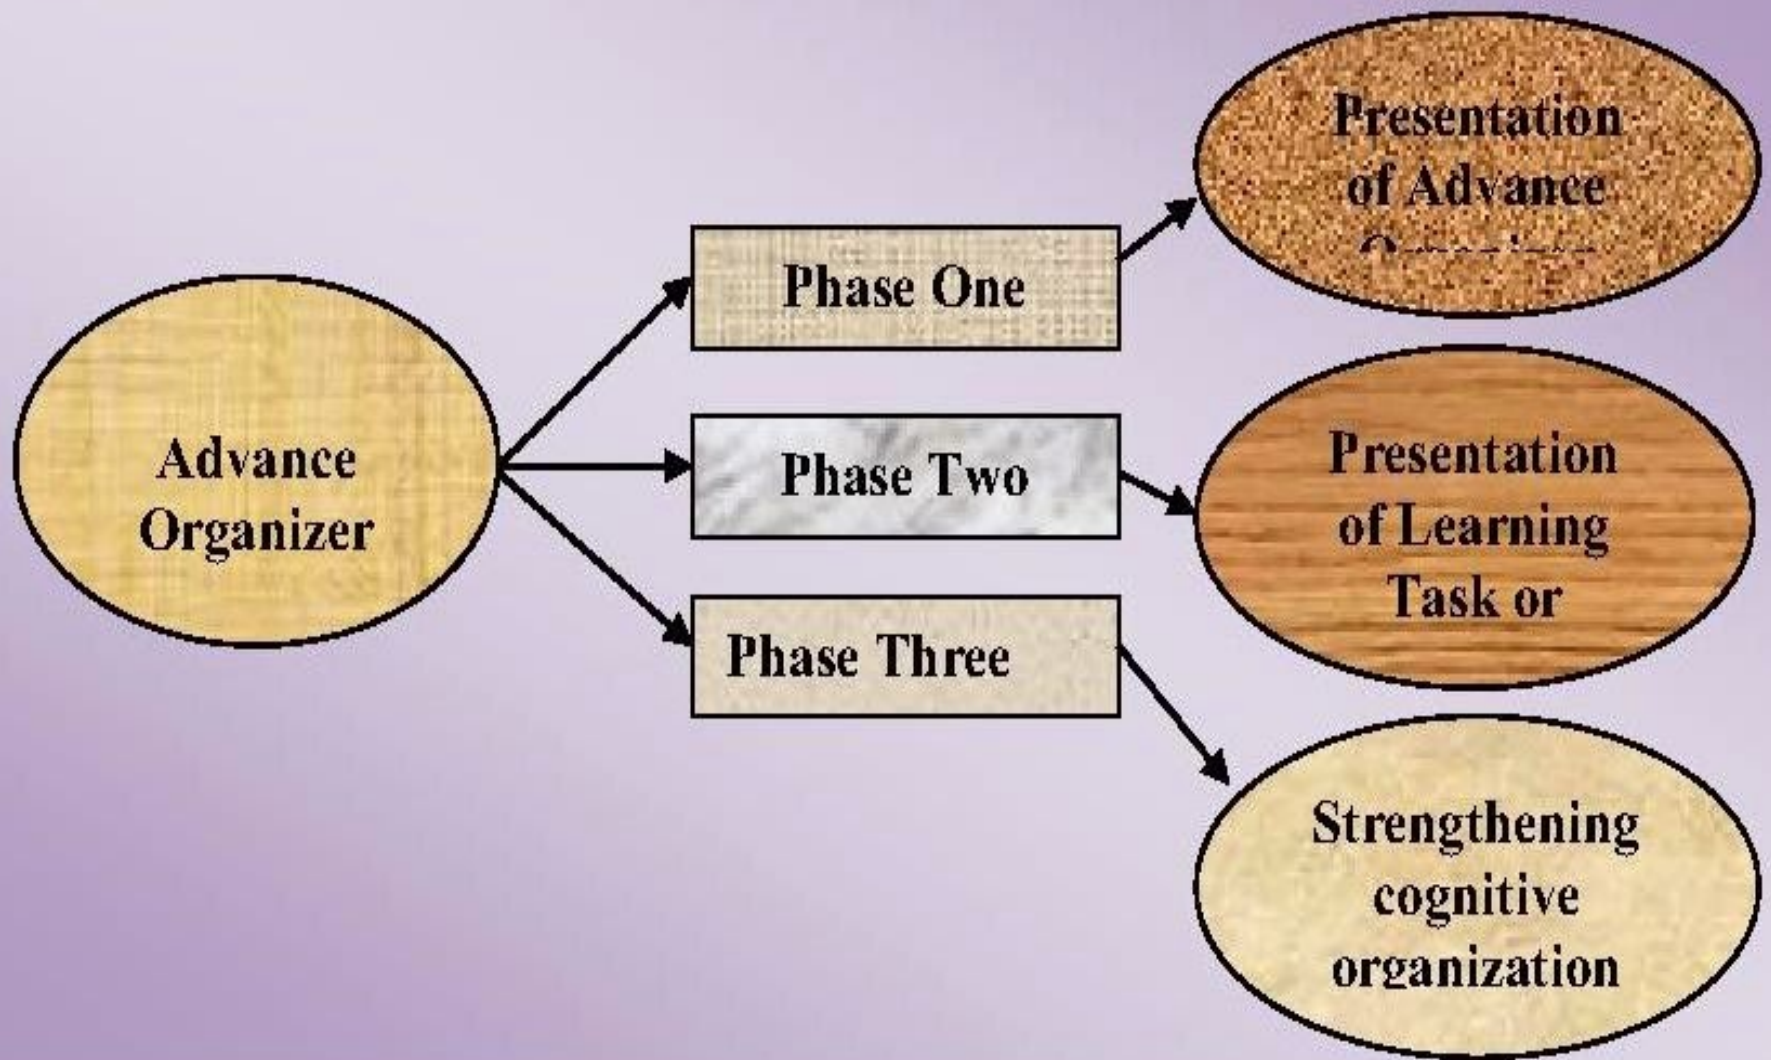 Advance
Organizer
Phase One
Phase Two
Phase Three
Presentation
of Advance
Presentation
of Learning
Task or
Strengthening
cognitive
organization